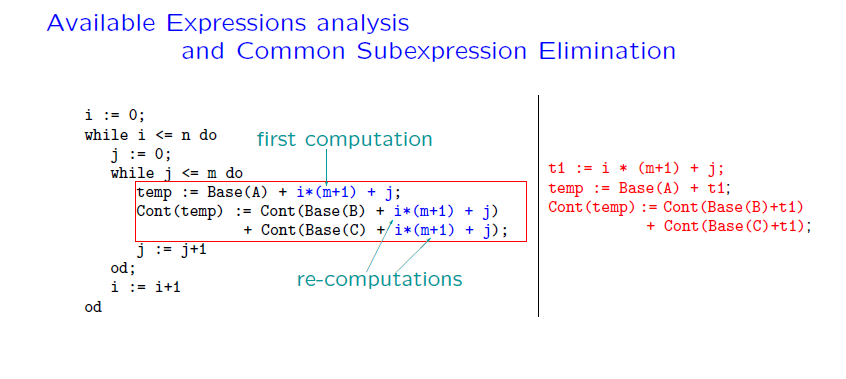 Available Expressions analysis
and Common Subexpression Elimination
i := 0;
while i <= n do
first computation
j := 0;
while j <= m do
temp := Base(A) + i*(m+1) + j;
Cont(temp) := Cont(Base(B) + i*(m+1) + j)
+ Cont(Base(C) + i*(m+1) + j);
j := j+1
od;
re-computations
i := i+1
od
t1 := i * (m+1) + j;
temp := Base(A) + t1;
Cont(temp) := Cont(Base(B)+t1)
+ Cont(Base(C)+t1);